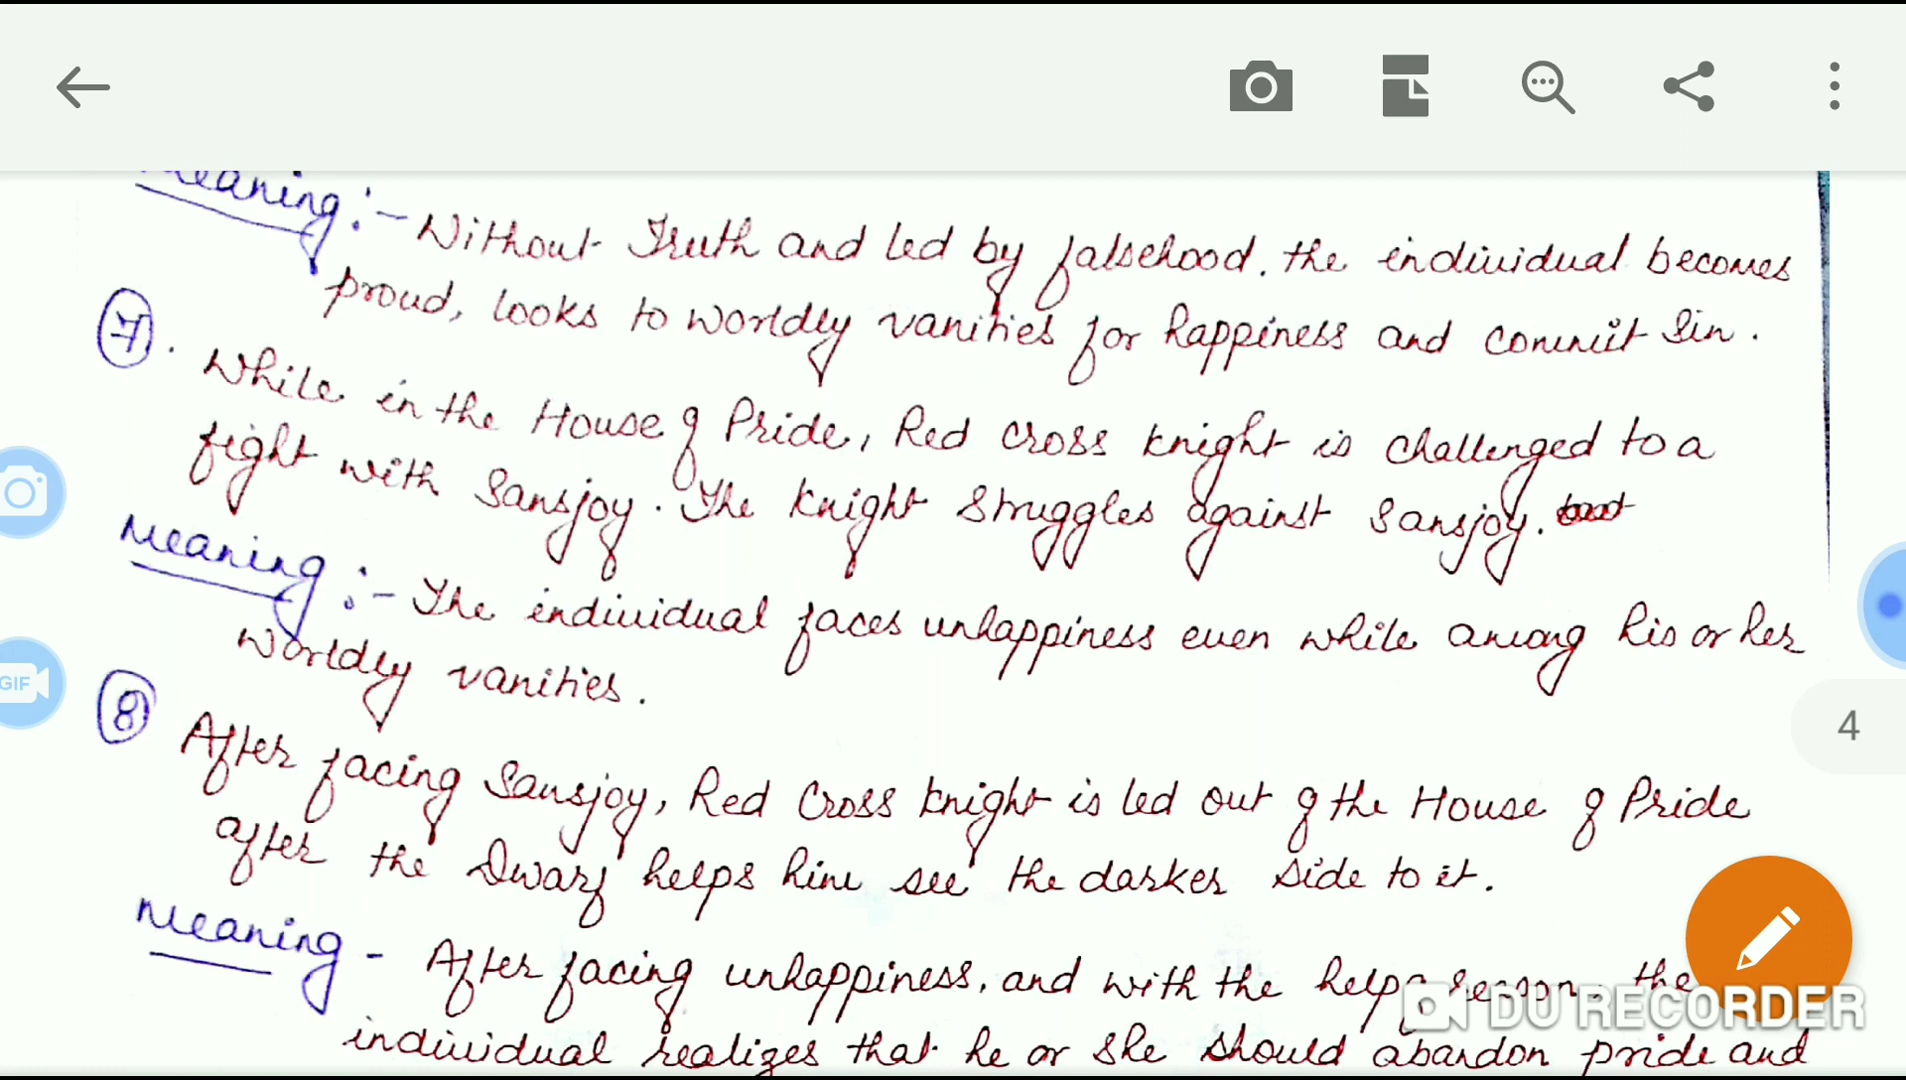 Meaning :- Without Truth and led by falsehood. the individual becomes
proud, looks to worldly vanities for happiness and commit Sin.
7. While in the House of Pride, Red cross knight is challenged to a
fight with Sansjoy. The knight Struggles against Sansjoy.
Meaning :- The individual faces unhappiness even while among his or her
worldly vanities.
8 After facing Sansjoy, Red Cross knight is led out of the House of Pride
after the Dwarf helps him see the darker side to it.
Meaning - After facing unhappiness, and with the help of reason, the
individual realizes that he or she should abandon pride and
GIF
4
DU RECORDER